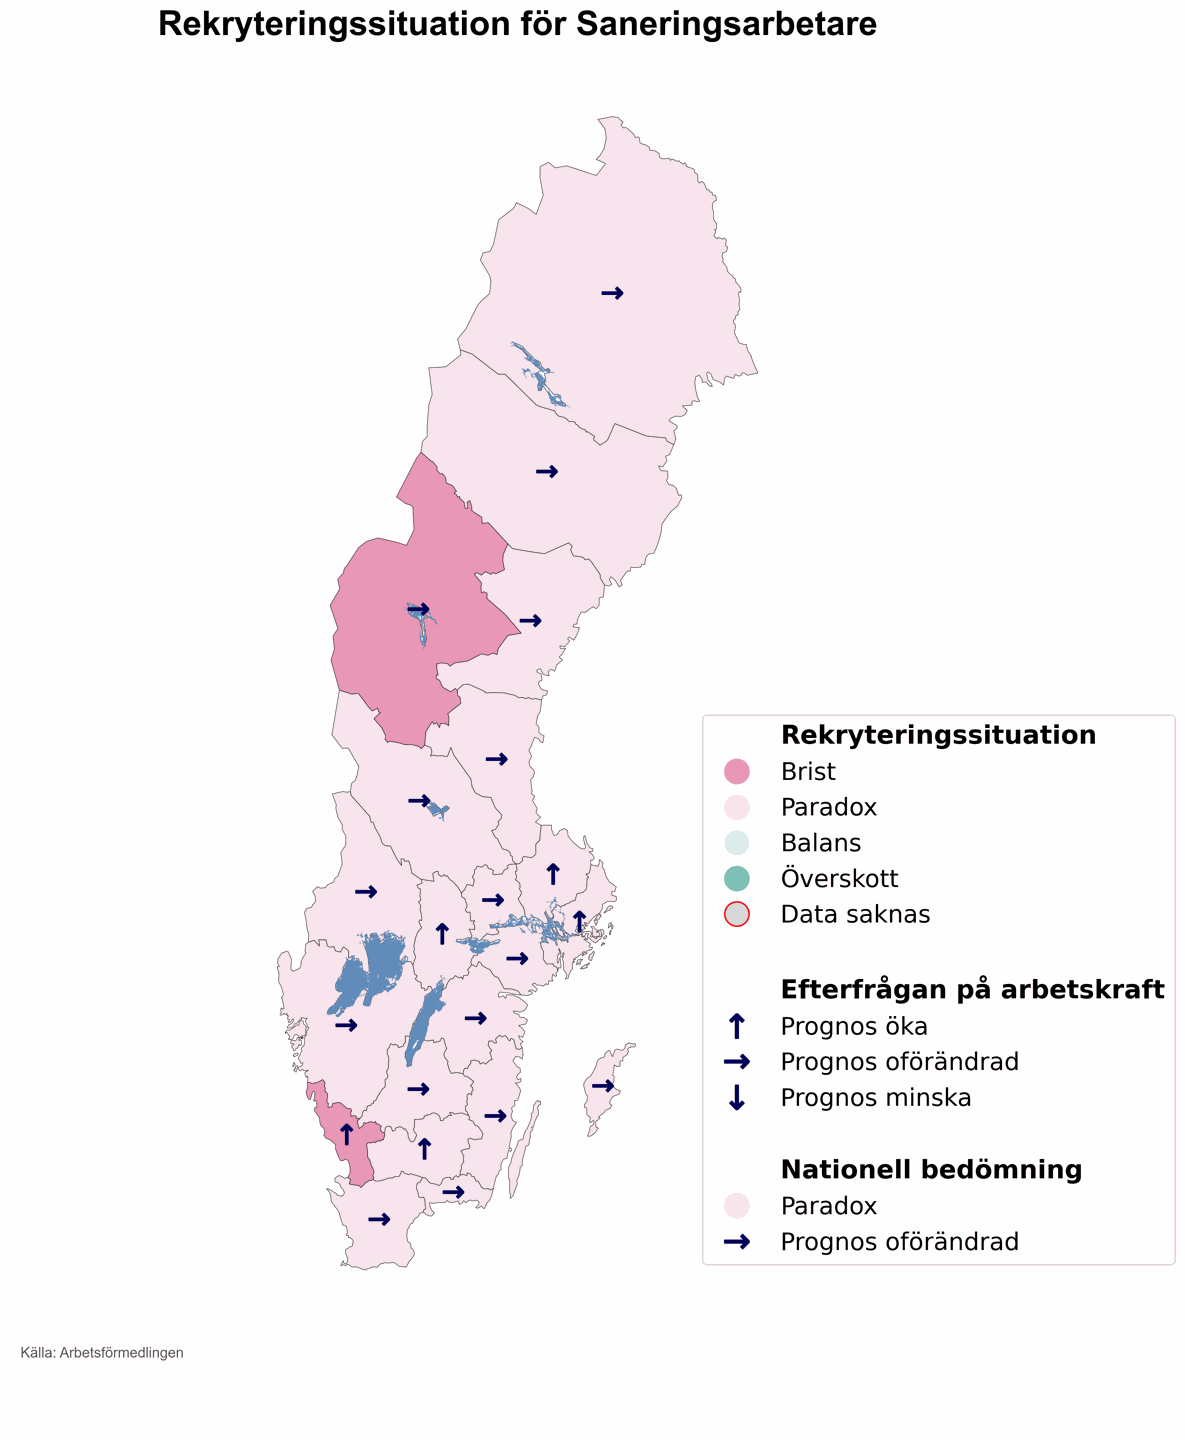 Rekryteringssituation för Saneringsarbetare
Rekryteringssituation
Brist
Paradox
Balans
Överskott
Data saknas
Efterfrågan på arbetskraft
Prognos öka
Prognos oförändrad
Prognos minska
Nationell bedömning
Paradox
Prognos oförändrad
Källa: Arbetsförmedlingen